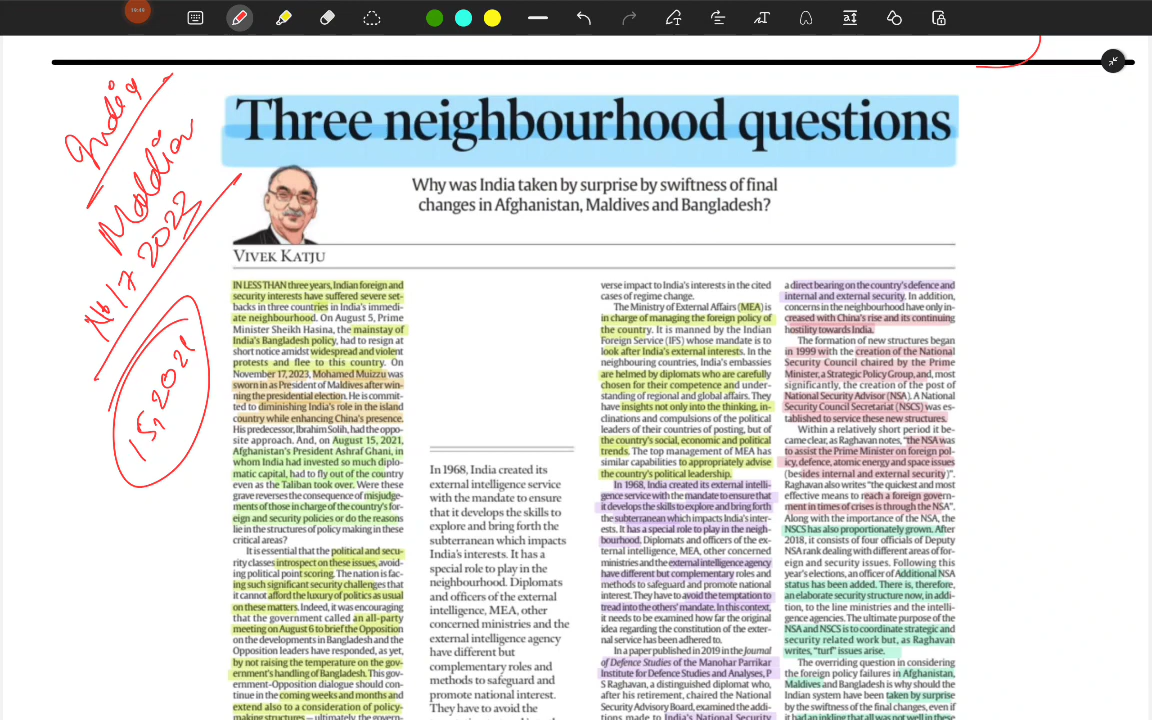 19:49
India
Maldian
No/7 2023
15, 2021
Three neighbourhood questions
Why was India taken by surprise by swiftness of final
changes in Afghanistan, Maldives and Bangladesh?
VIVEK KATJU
IN LESS THAN three years, Indian foreign and
security interests have suffered severe set-
backs in three countries in India's immedi-
ate neighbourhood. On August 5, Prime
Minister Sheikh Hasina, the mainstay of
India's Bangladesh policy, had to resign at
short notice amidst widespread and violent
protests and flee to this country. On
November 17, 2023, Mohamed Muizzu was
sworn in as President of Maldives after win-
ning the presidential election. He is commit-
ted to diminishing India's role in the island
country while enhancing China's presence.
His predecessor, Ibrahim Solih, had the oppo-
site approach. And, on August 15, 2021,
Afghanistan's President Ashraf Ghani, in
whom India had invested so much diplo-
matic capital, had to fly out of the country
even as the Taliban took over. Were these
grave reverses the consequence of misjudge-
ments of those in charge of the country's for-
eign and security policies or do the reasons
lie in the structures of policy making in these
critical areas?
It is essential that the political and secu-
rity classes introspect on these issues, avoid-
ing political point scoring. The nation is fac-
ing such significant security challenges that
it cannot afford the luxury of politics as usual
on these matters. Indeed, it was encouraging
that the government called an all-party
meeting on August 6 to brief the Opposition
on the developments in Bangladesh and the
Opposition leaders have responded, as yet,
by not raising the temperature on the gov-
ernment's handling of Bangladesh. This gov-
ernment-Opposition dialogue should con-
tinue in the coming weeks and months and
extend also to a consideration of policy-
making structures — ultimately, the govern-
In 1968, India created its
external intelligence service
with the mandate to ensure
that it develops the skills to
explore and bring forth the
subterranean which impacts
India's interests. It has a
special role to play in the
neighbourhood. Diplomats
and officers of the external
intelligence, MEA, other
concerned ministries and the
external intelligence agency
have different but
complementary roles and
methods to safeguard and
promote national interest.
They have to avoid the
verse impact to India's interests in the cited
cases of regime change.
The Ministry of External Affairs (MEA) is
in charge of managing the foreign policy of
the country. It is manned by the Indian
Foreign Service (IFS) whose mandate is to
look after India's external interests. In the
neighbouring countries, India's embassies
are helmed by diplomats who are carefully
chosen for their competence and under-
standing of regional and global affairs. They
have insights not only into the thinking, in-
clinations and compulsions of the political
leaders of their countries of posting, but of
the country's social, economic and political
trends. The top management of MEA has
similar capabilities to appropriately advise
the country's political leadership.
In 1968, India created its external intelli-
gence service with the mandate to ensure that
it develops the skills to explore and bring forth
the subterranean which impacts India's inter-
ests. It has a special role to play in the neigh-
bourhood. Diplomats and officers of the ex-
ternal intelligence, MEA, other concerned
ministries and the external intelligence agency
have different but complementary roles and
methods to safeguard and promote national
interest. They have to avoid the temptation to
tread into the others' mandate. In this context,
it needs to be examined how far the original
idea regarding the constitution of the exter-
nal service has been adhered to.
In a paper published in 2019 in the Journal
of Defence Studies of the Manohar Parrikar
Institute for Defence Studies and Analyses, P
S Raghavan, a distinguished diplomat who,
after his retirement, chaired the National
Security Advisory Board, examined the addi-
tions made to India's National Security
a direct bearing on the country's defence and
internal and external security. In addition,
concerns in the neighbourhood have only in-
creased with China's rise and its continuing
hostility towards India.
The formation of new structures began
in 1999 with the creation of the National
Security Council chaired by the Prime
Minister, a Strategic Policy Group, and, most
significantly, the creation of the post of
National Security Advisor (NSA). A National
Security Council Secretariat (NSCS) was es-
tablished to service these new structures.
Within a relatively short period it be-
came clear, as Raghavan notes, "the NSA was
to assist the Prime Minister on foreign pol-
icy, defence, atomic energy and space issues
(besides internal and external security)".
Raghavan also writes "the quickest and most
effective means to reach a foreign govern-
ment in times of crises is through the NSA".
Along with the importance of the NSA, the
NSCS has also proportionately grown. After
2018, it consists of four officials of Deputy
NSA rank dealing with different areas of for-
eign and security issues. Following this
year's elections, an officer of Additional NSA
status has been added. There is, therefore,
an elaborate security structure now, in addi-
tion, to the line ministries and the intelli-
gence agencies. The ultimate purpose of the
NSA and NSCS is to coordinate strategic and
security related work but, as Raghavan
writes, "turf" issues arise.
The overriding question in considering
the foreign policy failures in Afghanistan,
Maldives and Bangladesh is why should the
Indian system have been taken by surprise
by the swiftness of the final changes, even if
it had an inkling that all was not well in these